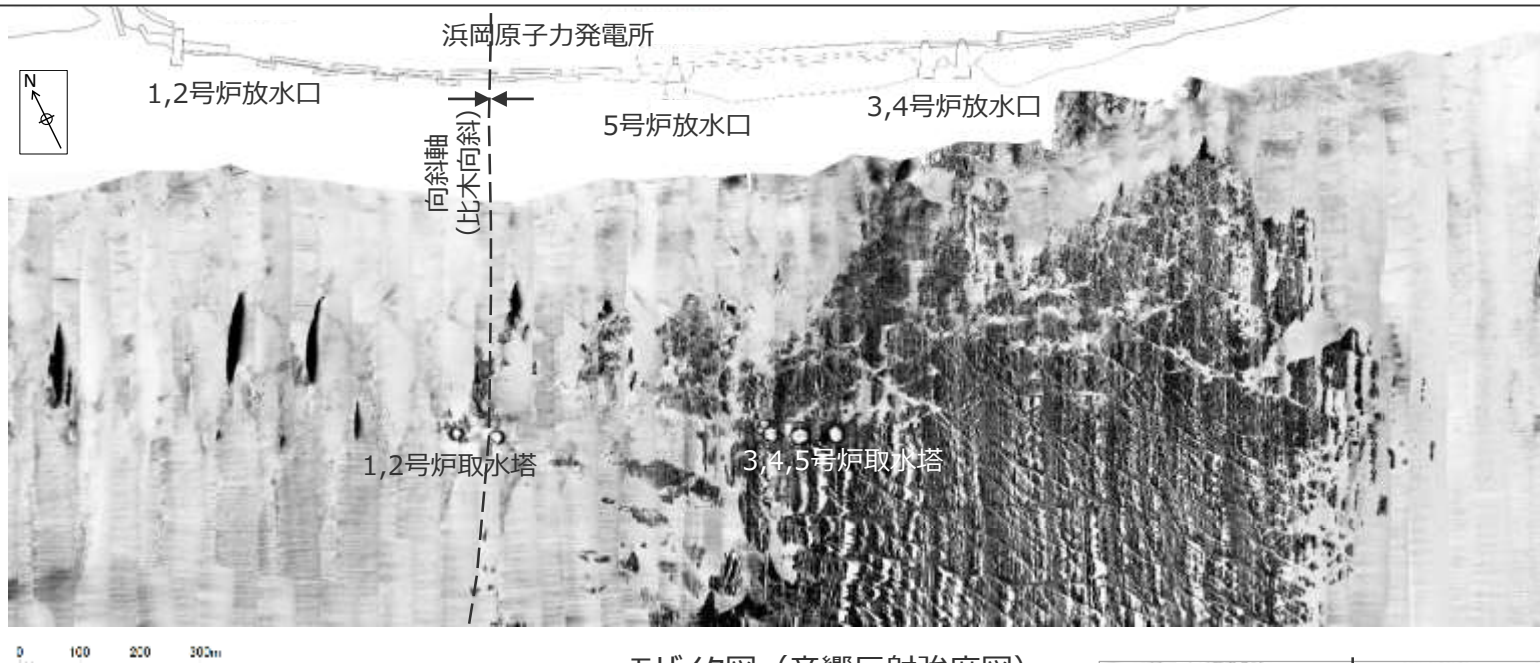 浜岡原子力発電所
N
1,2号炉放水口
5号炉放水口
3,4号炉放水口
向斜軸
(比木向斜)
1,2号炉取水塔
3,4,5号炉取水塔
0 100 200 300m
モザイク図（音響反射強度図）